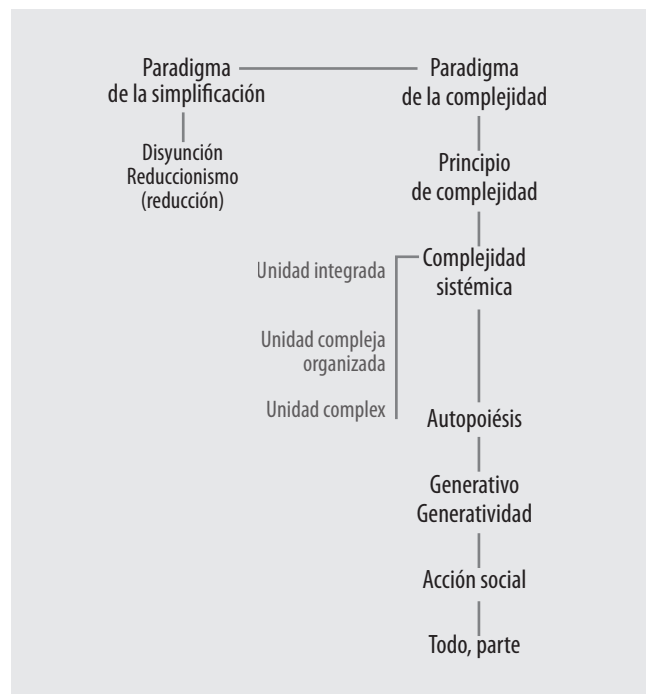 Paradigma
de la simplificación
Paradigma
de la complejidad
Disyunción
Reduccionismo
(reducción)
Principio
de complejidad
Complejidad
sistémica
Unidad integrada
Unidad compleja
organizada
Unidad complex
Autopoiésis
Generativo
Generatividad
Acción social
Todo, parte